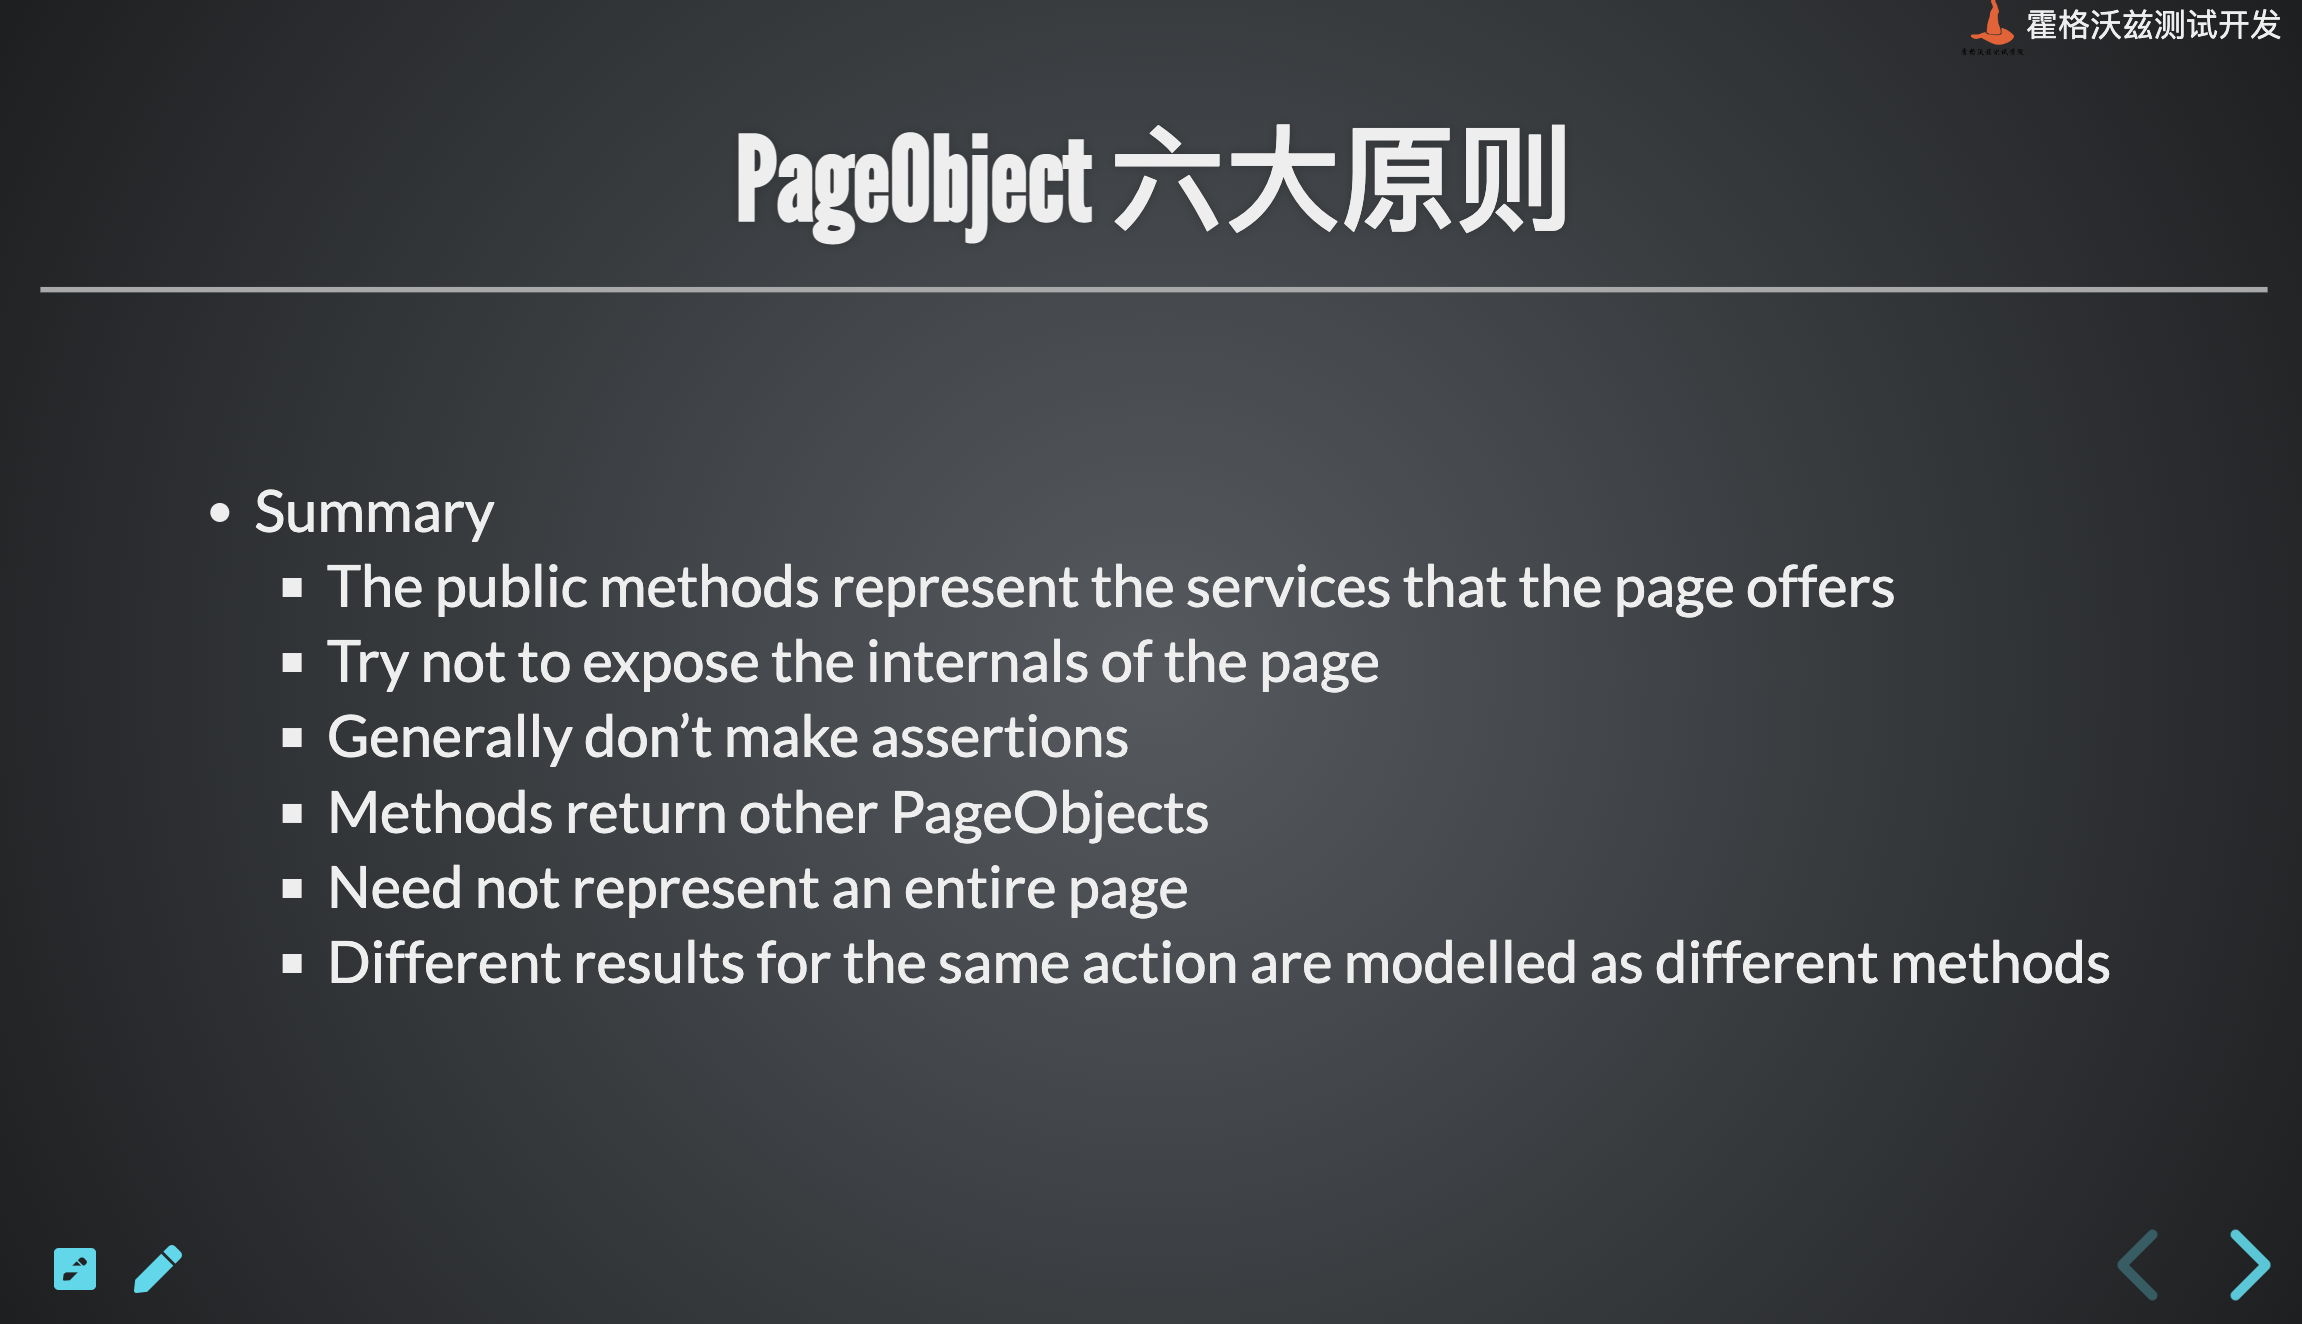 霍格沃兹测试开发
PageObject 六大原则
Summary
The public methods represent the services that the page offers
Try not to expose the internals of the page
Generally don’t make assertions
Methods return other PageObjects
Need not represent an entire page
Different results for the same action are modelled as different methods